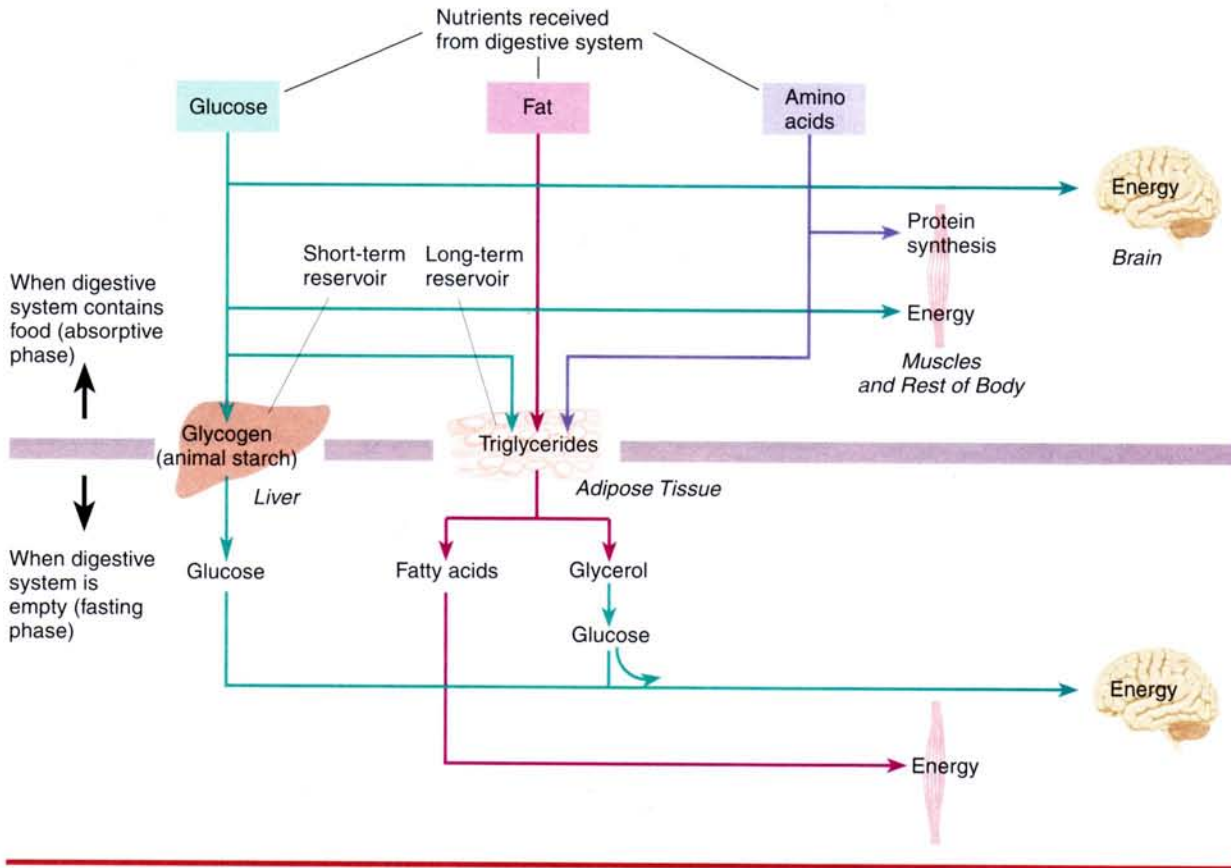 Nutrients received
from digestive system
Glucose
Fat
Amino
acids
Energy
Brain
Protein
synthesis
Energy
Muscles
and Rest of Body
Short-term
reservoir
Long-term
reservoir
When digestive
system contains
food (absorptive
phase)
Glycogen
(animal starch)
Liver
Triglycerides
Adipose Tissue
When digestive
system is
empty (fasting
phase)
Glucose
Fatty acids
Glycerol
Glucose
Energy
Energy